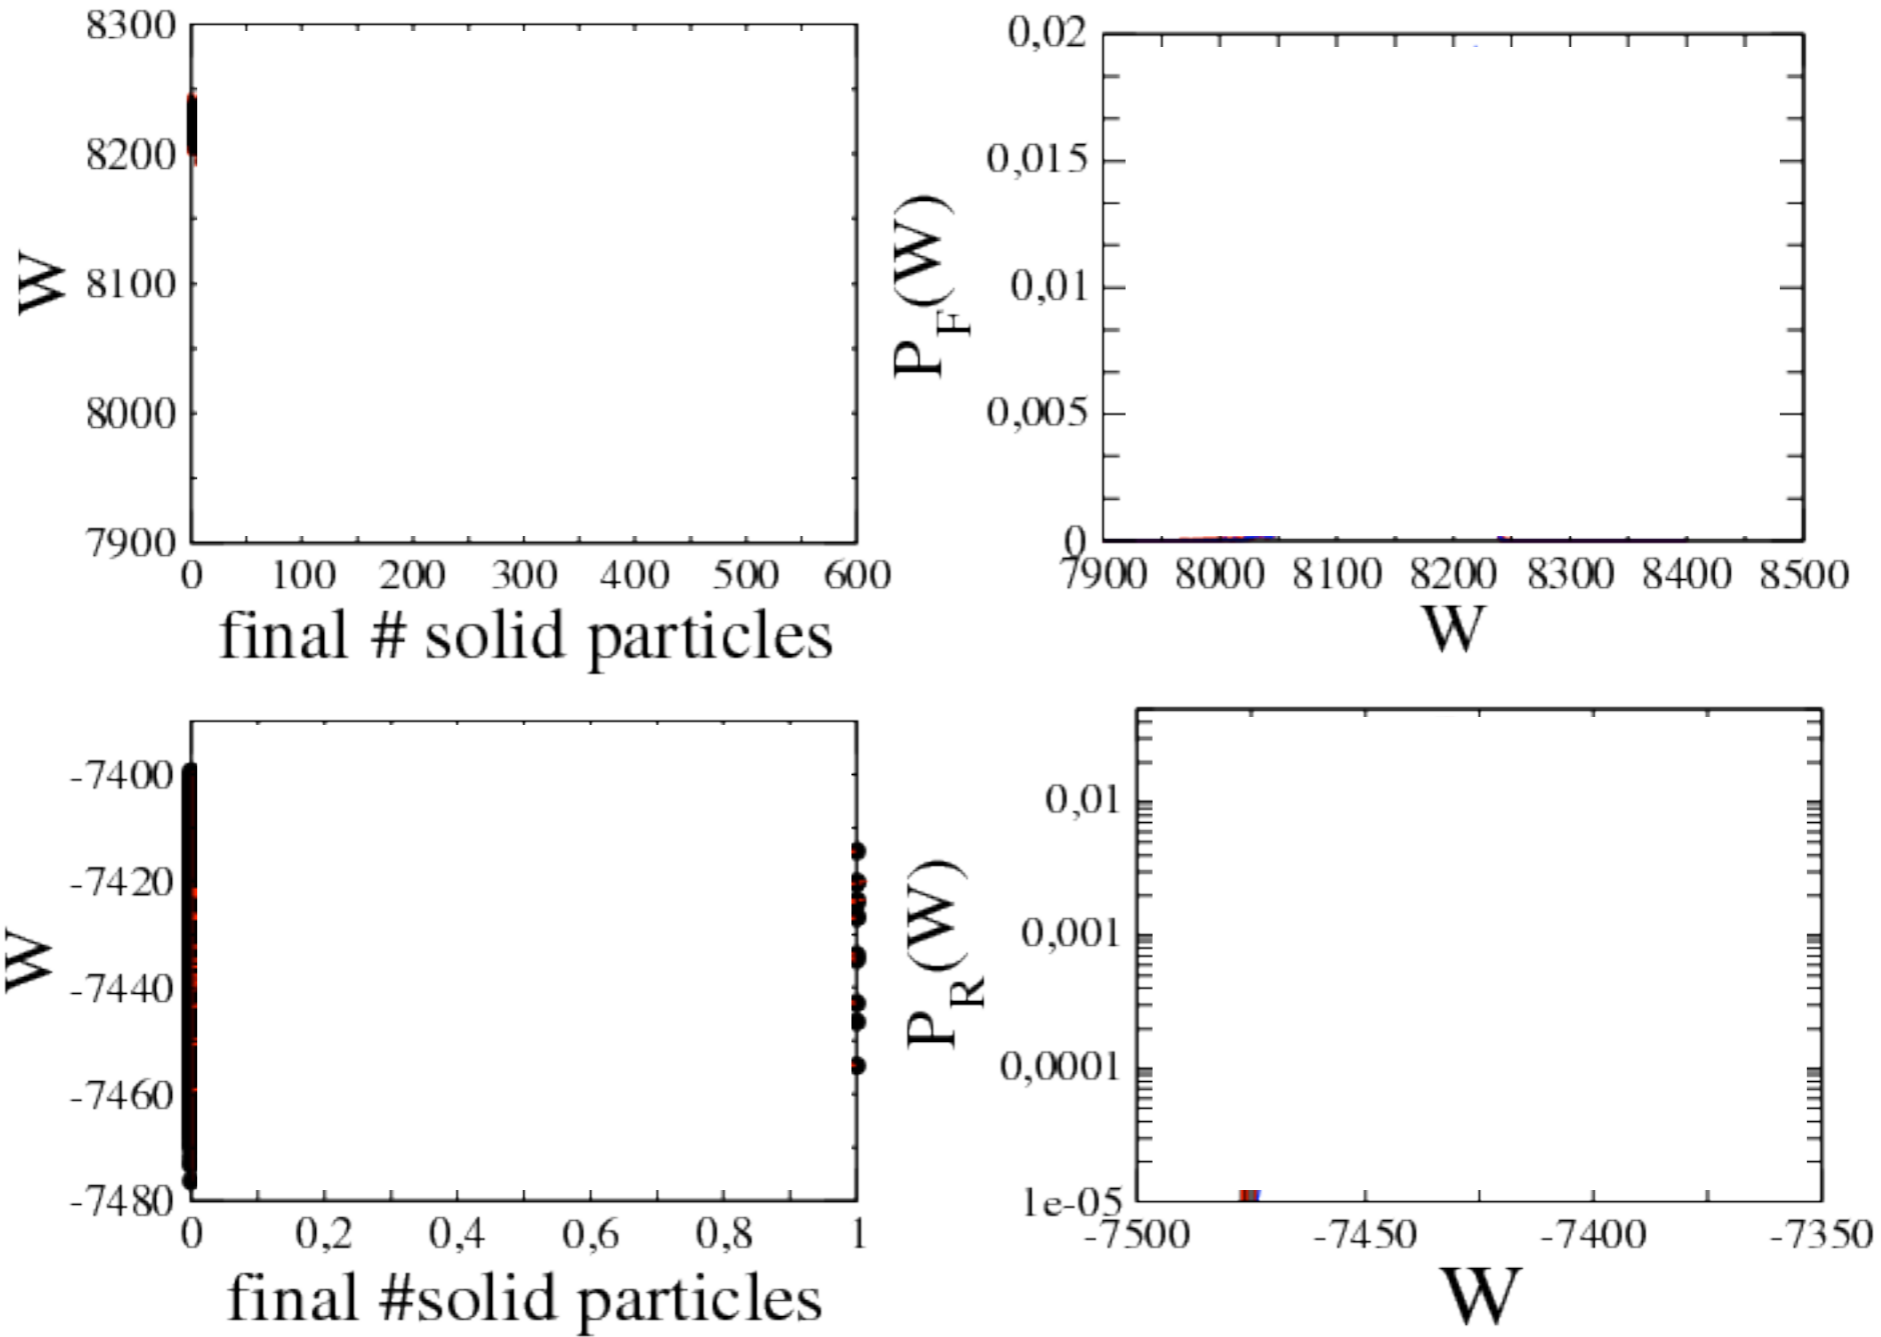 8300
8200
8100
8000
7900
W
0 100 200 300 400 500 600
final # solid particles
0,02
0,015
0,01
0,005
0
P_F(W)
7900 8000 8100 8200 8300 8400 8500
W
-7400
-7420
-7440
-7460
-7480
W
0 0,2 0,4 0,6 0,8 1
final #solid particles
0,01
0,001
0,0001
1e-05
P_R(W)
-7500 -7450 -7400 -7350
W